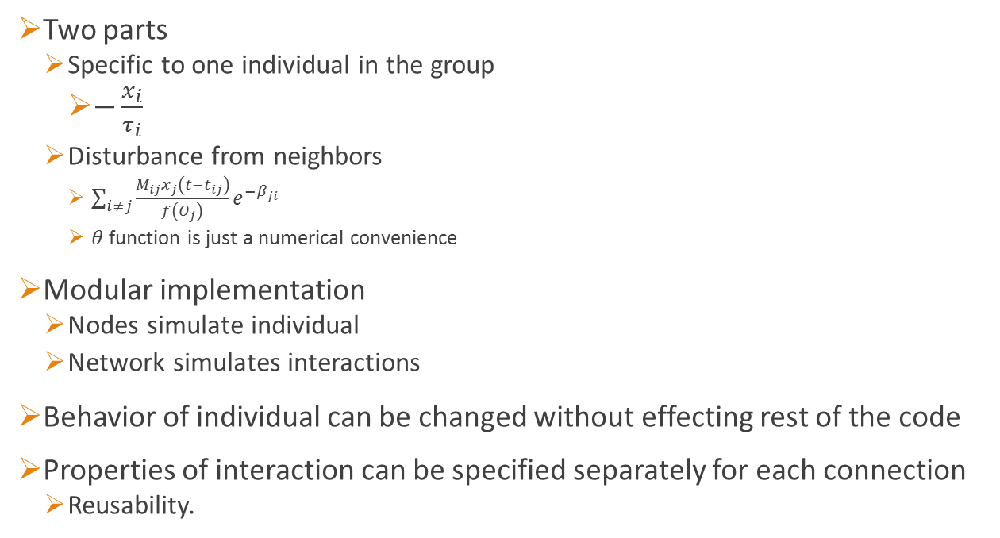 ➢Two parts
➢Specific to one individual in the group
➢$-\frac{x_i}{\tau_i}$
➢Disturbance from neighbors
➢$\sum_{i \neq j} \frac{M_{ij} x_j (t - t_{ij})}{f(O_j)} e^{-\beta_{ji}}$
➢θ function is just a numerical convenience
➢Modular implementation
➢Nodes simulate individual
➢Network simulates interactions
➢Behavior of individual can be changed without effecting rest of the code
➢Properties of interaction can be specified separately for each connection
➢Reusability.